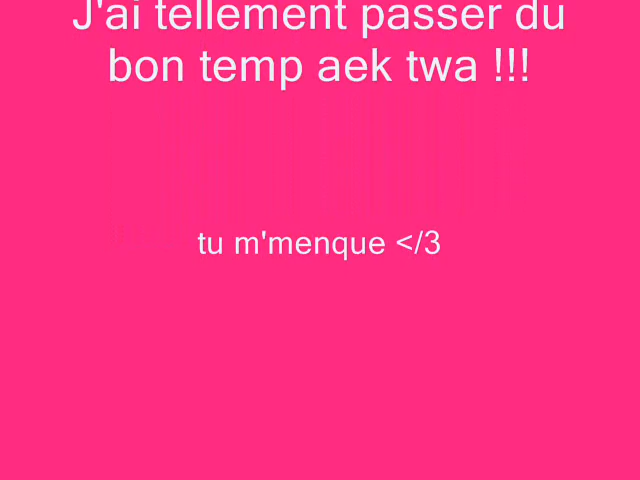 J'ai tellement passer du
bon temp aek twa !!!
tu m'menque </3